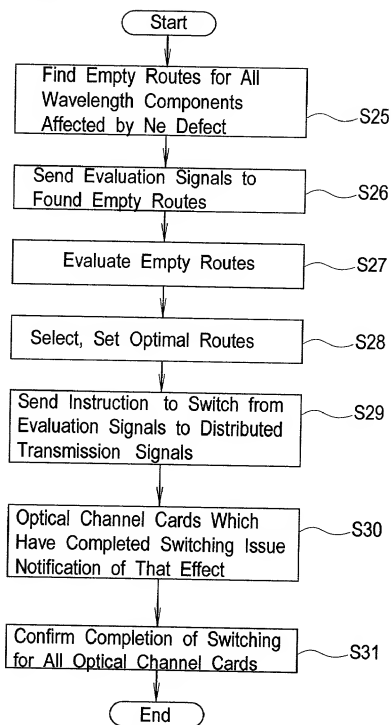 Start
Find Empty Routes for All
Wavelength Components
Affected by Ne Defect
S25
Send Evaluation Signals to
Found Empty Routes
S26
Evaluate Empty Routes
S27
Select, Set Optimal Routes
S28
Send Instruction to Switch from
Evaluation Signals to Distributed
Transmission Signals
S29
Optical Channel Cards Which
Have Completed Switching Issue
Notification of That Effect
S30
Confirm Completion of Switching
for All Optical Channel Cards
S31
End